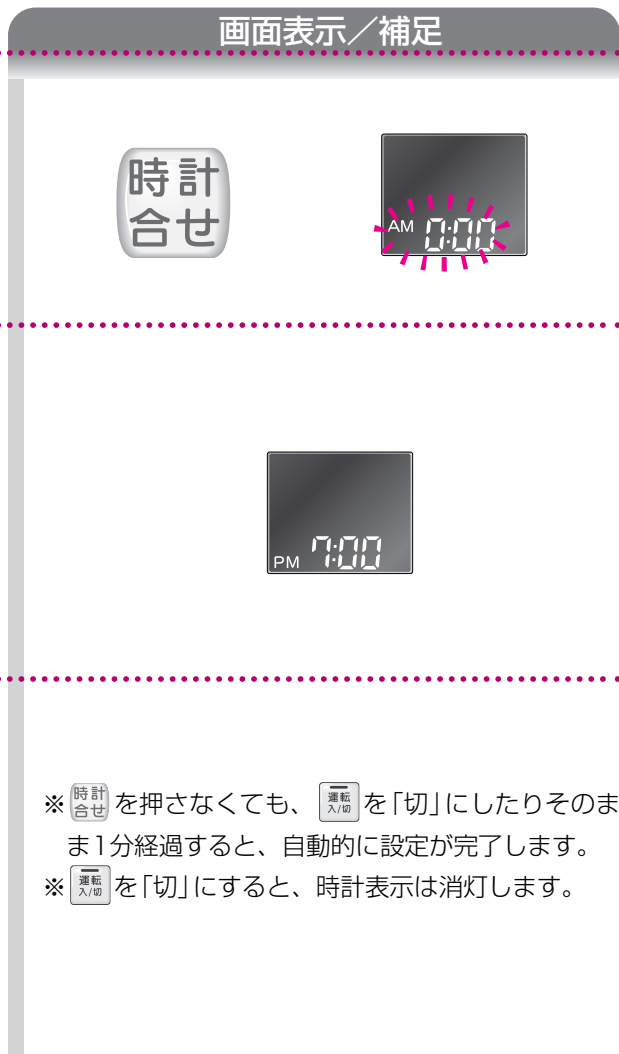 画面表示／補足
時計
合せ
AM 0:00
PM 7:00
※時計合せを押さなくても、運転入/切を「切」にしたりそのま
ま1分経過すると、自動的に設定が完了します。
※運転入/切を「切」にすると、時計表示は消灯します。